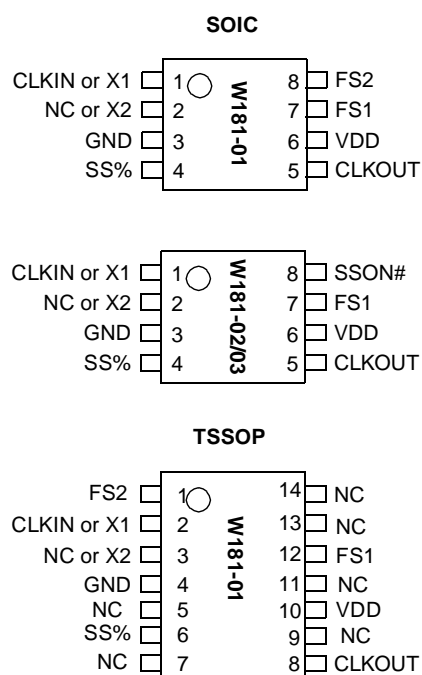 SOIC
CLKIN or X1 1 8 FS2
NC or X2 2 7 FS1
GND 3 6 VDD
SS% 4 5 CLKOUT
W181-01
CLKIN or X1 1 8 SSON#
NC or X2 2 7 FS1
GND 3 6 VDD
SS% 4 5 CLKOUT
W181-02/03
TSSOP
FS2 1 14 NC
CLKIN or X1 2 13 NC
NC or X2 3 12 FS1
GND 4 11 NC
NC 5 10 VDD
SS% 6 9 NC
NC 7 8 CLKOUT
W181-01